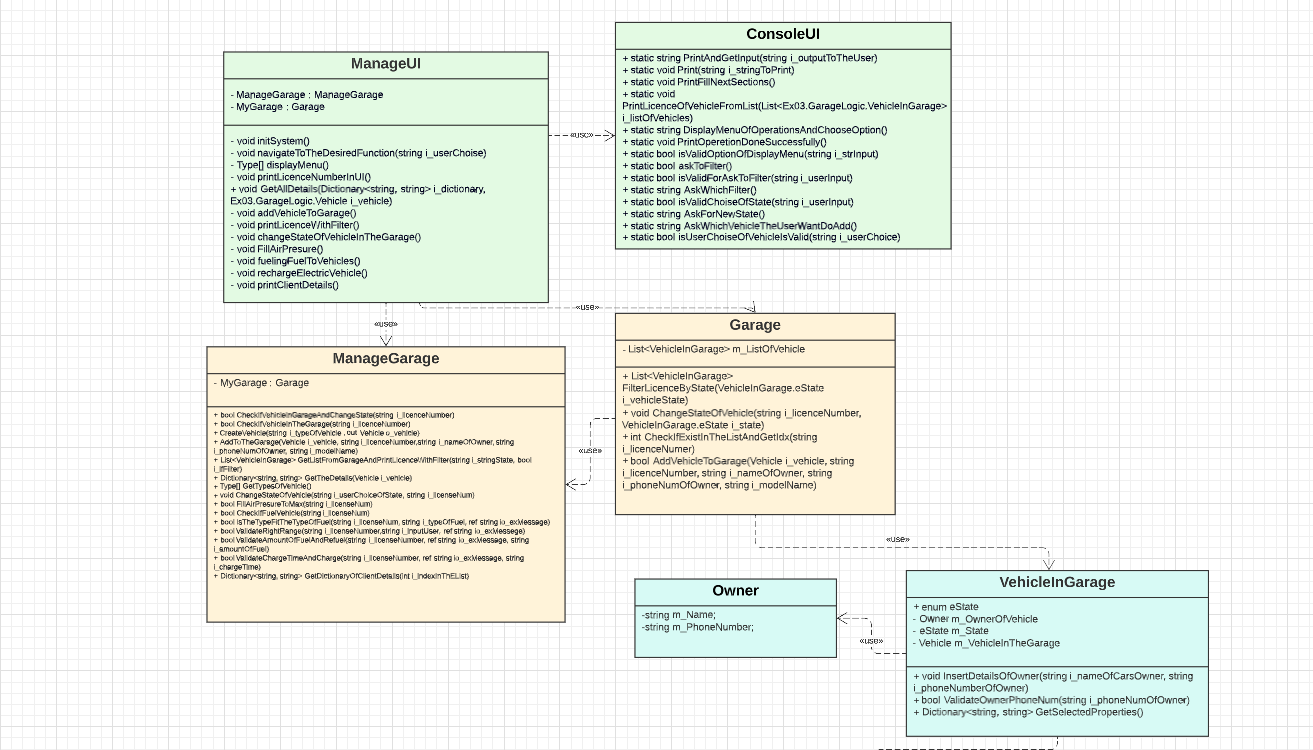 ManageUI
- ManageGarage : ManageGarage
- MyGarage : Garage
- void initSystem()
- void navigateToTheDesiredFunction(string i_userChoise)
- Type[] displayMenu()
- void printLicenceNumberInUI()
+ void GetAllDetails(Dictionary<string, string> i_dictionary,
Ex03.GarageLogic.Vehicle i_vehicle)
- void addVehicleToGarage()
- void printLicenceWithFilter()
- void changeStateOfVehicleInTheGarage()
- void FillAirPresure()
- void fuelingFuelToVehicles()
- void rechargeElectricVehicle()
- void printClientDetails()
«use»
ConsoleUI
+ static string PrintAndGetInput(string i_outputToTheUser)
+ static void Print(string i_stringToPrint)
+ static void PrintFillNextSections()
+ static void
PrintLicenceOfVehicleFromList(List<Ex03.GarageLogic.VehicleInGarage>
i_listOfVehicles)
+ static string DisplayMenuOfOperationsAndChooseOption()
+ static void PrintOperetionDoneSuccessfully()
+ static bool isValidOptionOfDisplayMenu(string i_strInput)
+ static bool askToFilter()
+ static bool isValidForAskToFilter(string i_userInput)
+ static string AskWhichFilter()
+ static bool isValidChoiseOfState(string i_userInput)
+ static string AskForNewState()
+ static string AskWhichVehicleTheUserWantDoAdd()
+ static bool isUserChoiseOfVehicleIsValid(string i_userChoice)
«use»
«use»
ManageGarage
- MyGarage : Garage
+ bool CheckIfVehicleInGarageAndChangeState(string i_licenceNumber)
+ bool CheckIfVehicleInTheGarage(string i_licenceNumber)
+ CreateVehicle(string i_typeOfVehicle , out Vehicle o_vehicle)
+ AddToTheGarage(Vehicle i_vehicle, string i_licenceNumber,string i_nameOfOwner, string
i_phoneNumOfOwner, string i_modelName)
+ List<VehicleInGarage> GetListFromGarageAndPrintLicenceWithFilter(string i_stringState, bool
i_ifFilter)
+ Dictionary<string, string> GetTheDetails(Vehicle i_vehicle)
+ Type[] GetTypesOfVehicle()
+ void ChangeStateOfVehicle(string i_userChoiceOfState, string i_licenseNum)
+ bool FillAirPresureToMax(string i_licenseNum)
+ bool CheckIfFuelVehicle(string i_licenseNum)
+ bool IsTheTypeFitTheTypeOfFuel(string i_licenseNum, string i_typeOfFuel, ref string io_exMessage)
+ bool ValidateRightRange(string i_licenseNumber,string i_inputUser, ref string io_exMessege)
+ bool ValidateAmountOfFuelAndRefuel(string i_licenseNumber, ref string io_exMessage, string
i_amountOfFuel)
+ bool ValidateChargeTimeAndCharge(string i_licenseNumber, ref string io_exMessage, string
i_chargeTime)
+ Dictionary<string, string> GetDictionaryOfClientDetails(int i_indexInThEList)
«use»
Garage
- List<VehicleInGarage> m_ListOfVehicle
+ List<VehicleInGarage>
FilterLicenceByState(VehicleInGarage.eState
i_vehicleState)
+ void ChangeStateOfVehicle(string i_licenceNumber,
VehicleInGarage.eState i_state)
+ int CheckIfExistInTheListAndGetIdx(string
i_licenceNumer)
+ bool AddVehicleToGarage(Vehicle i_vehicle, string
i_licenceNumber, string i_nameOfOwner, string
i_phoneNumOfOwner, string i_modelName)
«use»
Owner
-string m_Name;
-string m_PhoneNumber;
«use»
VehicleInGarage
+ enum eState
- Owner m_OwnerOfVehicle
- eState m_State
- Vehicle m_VehicleInTheGarage
+ void InsertDetailsOfOwner(string i_nameOfCarsOwner, string
i_phoneNumberOfOwner)
+ bool ValidateOwnerPhoneNum(string i_phoneNumOfOwner)
+ Dictionary<string, string> GetSelectedProperties()